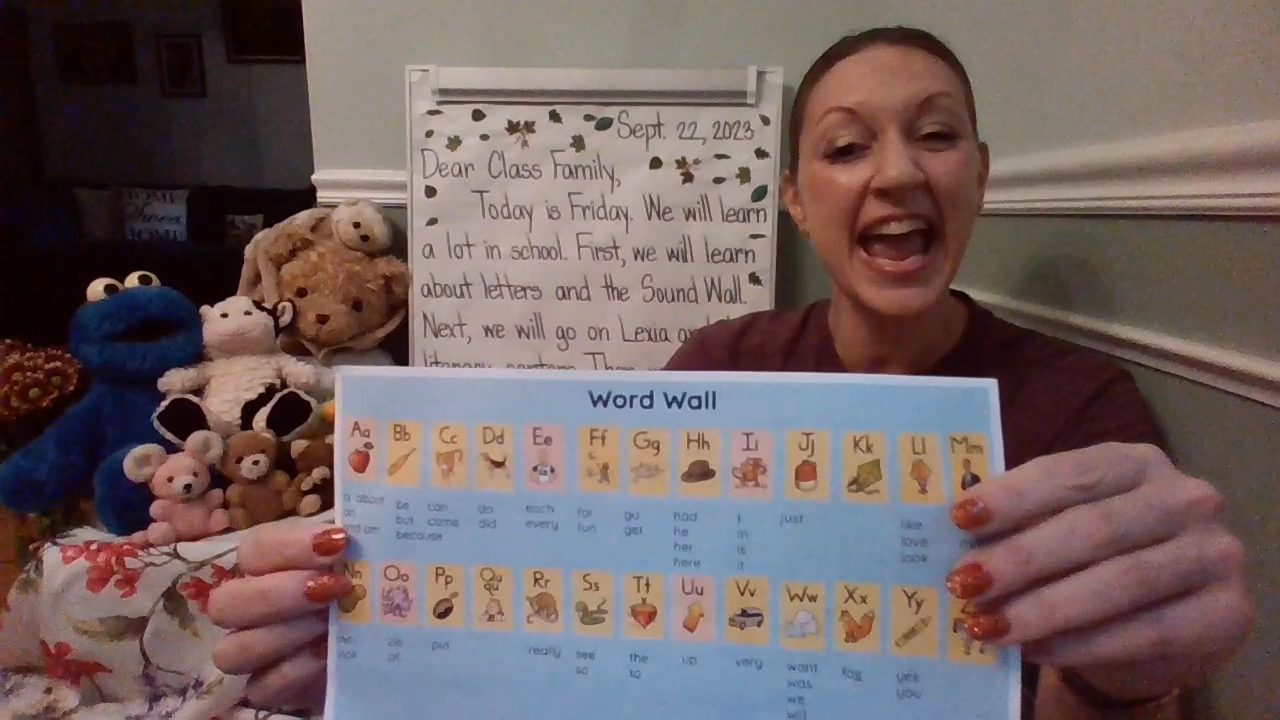 Sept. 22, 2023
Dear Class Family,
Today is Friday. We will learn
a lot in school. First, we will learn
about letters and the Sound Wall.
Next, we will go on Lexia
HOME
HOME
Word Wall
Aa Bb Cc Dd Ee Ff Gg Hh Ii Jj Kk Ll Mm
a about be can do each for go had I just like
an but come did every fun get he in love
and am because her is look
here it
Nn Oo Pp Qu qu Rr Ss Tt Uu Vv Ww Xx Yy
put really see the up very want fox yes
not of so to was you
we
will